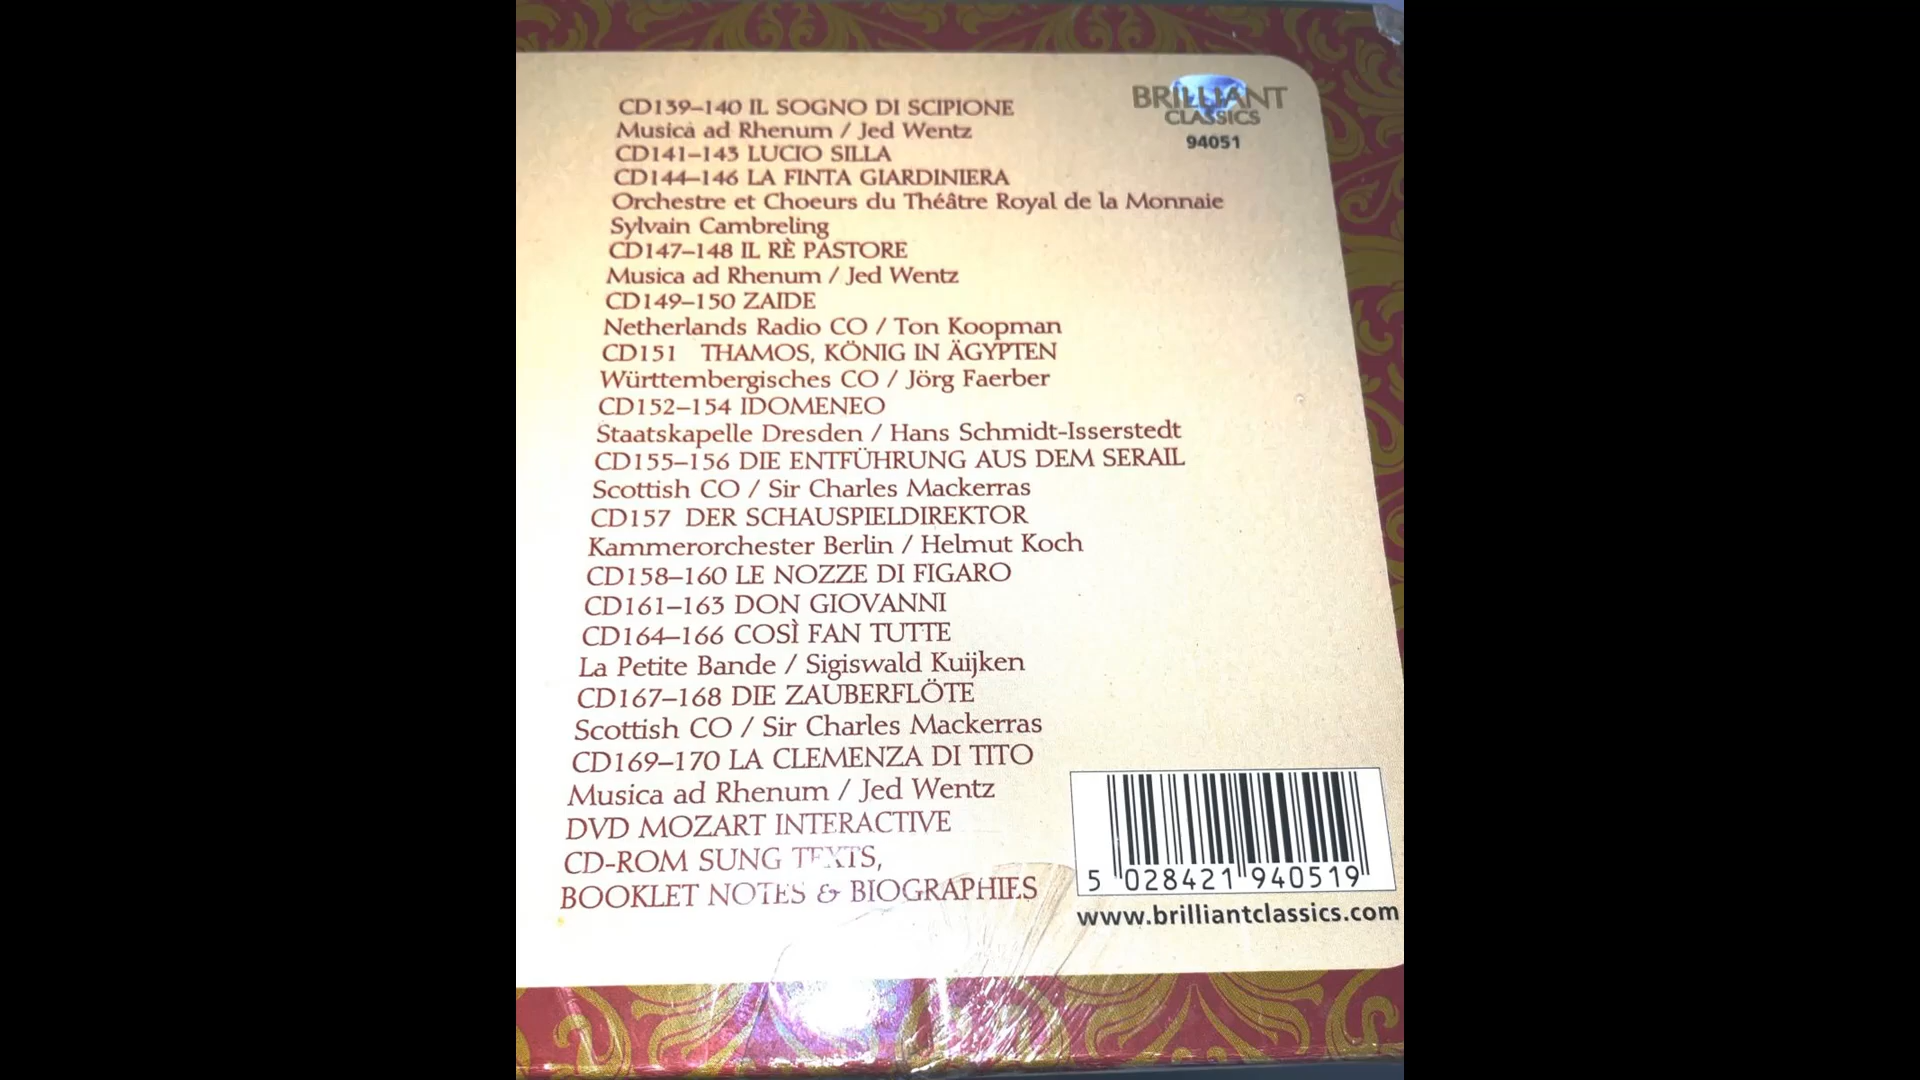 CD139–140 IL SOGNO DI SCIPIONE
Musica ad Rhenum / Jed Wentz
CD141–143 LUCIO SILLA
CD144–146 LA FINTA GIARDINIERA
Orchestre et Choeurs du Théâtre Royal de la Monnaie
Sylvain Cambreling
CD147–148 IL RÈ PASTORE
Musica ad Rhenum / Jed Wentz
CD149–150 ZAIDE
Netherlands Radio CO / Ton Koopman
CD151 THAMOS, KÖNIG IN ÄGYPTEN
Württembergisches CO / Jörg Faerber
CD152–154 IDOMENEO
Staatskapelle Dresden / Hans Schmidt-Isserstedt
CD155–156 DIE ENTFÜHRUNG AUS DEM SERAIL
Scottish CO / Sir Charles Mackerras
CD157 DER SCHAUSPIELDIREKTOR
Kammerorchester Berlin / Helmut Koch
CD158–160 LE NOZZE DI FIGARO
CD161–163 DON GIOVANNI
CD164–166 COSÌ FAN TUTTE
La Petite Bande / Sigiswald Kuijken
CD167–168 DIE ZAUBERFLÖTE
Scottish CO / Sir Charles Mackerras
CD169–170 LA CLEMENZA DI TITO
Musica ad Rhenum / Jed Wentz
DVD MOZART INTERACTIVE
CD-ROM SUNG TEXTS,
BOOKLET NOTES & BIOGRAPHIES
BRILLIANT
CLASSICS
94051
5 028421 940519
www.brilliantclassics.com